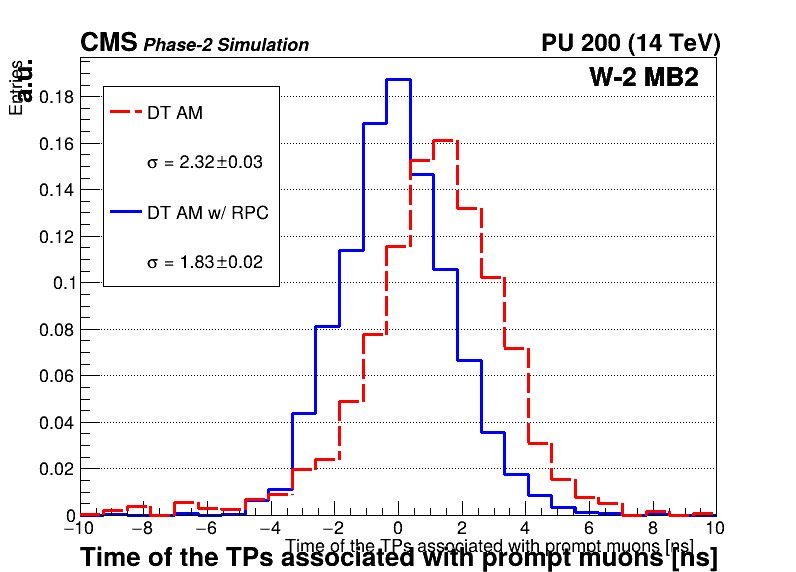 CMS Phase-2 Simulation PU 200 (14 TeV)
Entries
a.u.
W-2 MB2
DT AM
σ = 2.32±0.03
DT AM w/ RPC
σ = 1.83±0.02
0.18
0.16
0.14
0.12
0.1
0.08
0.06
0.04
0.02
0
−10 −8 −6 −4 −2 0 2 4 6 8 10
Time of the TPs associated with prompt muons [ns]
Time of the TPs associated with prompt muons [ns]